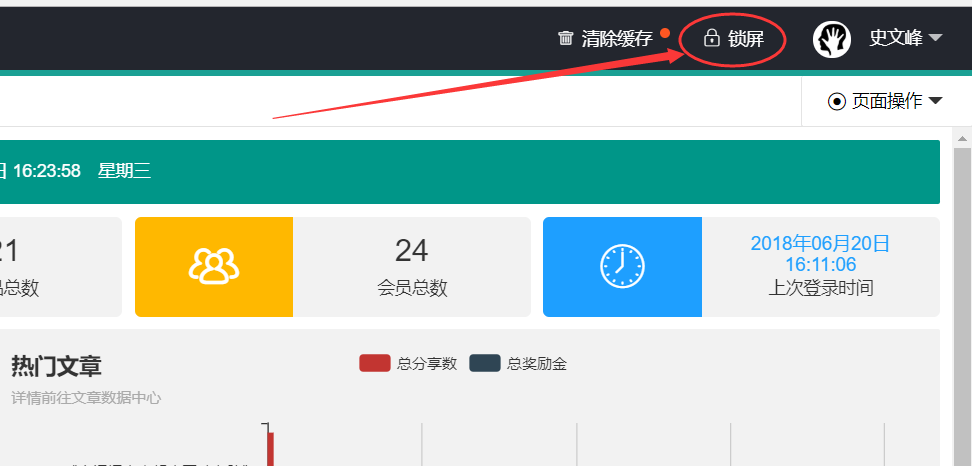 清除缓存 锁屏 史文峰
页面操作
16:23:58 星期三
21
总数
24
会员总数
2018年06月20日
16:11:06
上次登录时间
热门文章
总分享数 总奖励金
详情前往文章数据中心